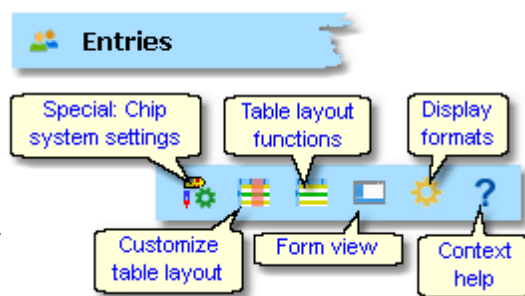 Entries
Special: Chip
system settings
Table layout
functions
Display
formats
?
Customize
table layout
Form view
Context
help